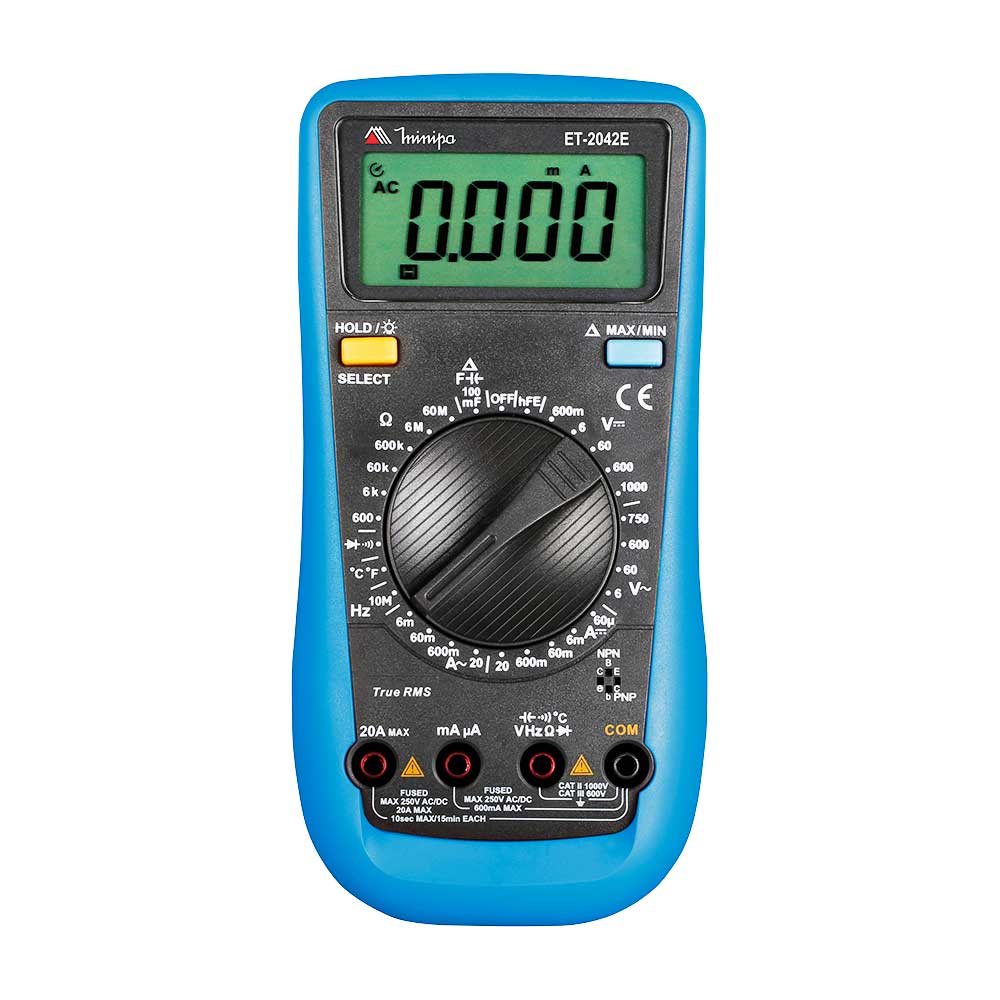 Minipa ET-2042E
m A
AC 0.000
H
HOLD / SELECT
Δ MAX/MIN
CE
Δ
F
100 mF
OFF
hFE
600m
6
V⎓
60
600
1000
750
600
60
V~
6
60µ
A⎓
6m
60m
600m
20
20
A~
600m
60m
6m
Hz
10M
°C °F
600
6k
60k
600k
Ω
6M
60M
NPN
B
C E
e c
b PNP
True RMS
20A MAX
mA µA
°C
VHzΩ
COM
FUSED
MAX 250V AC/DC
20A MAX
10sec MAX/15min EACH
FUSED
MAX 250V AC/DC
600mA MAX
CAT II 1000V
CAT III 600V